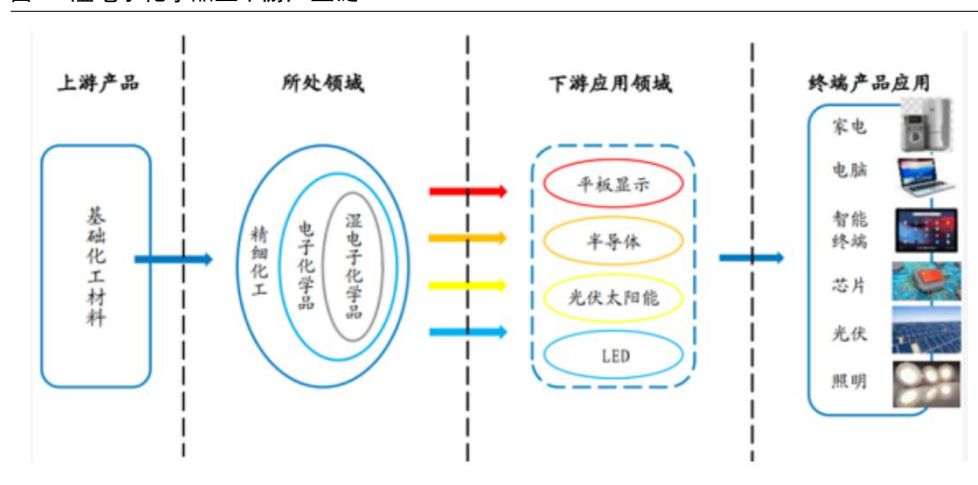 上游产品
所处领域
下游应用领域
终端产品应用
基础化工材料
精细化工
电子化学品
湿电子化学品
平板显示
半导体
光伏太阳能
LED
家电
电脑
智能
终端
芯片
光伏
照明